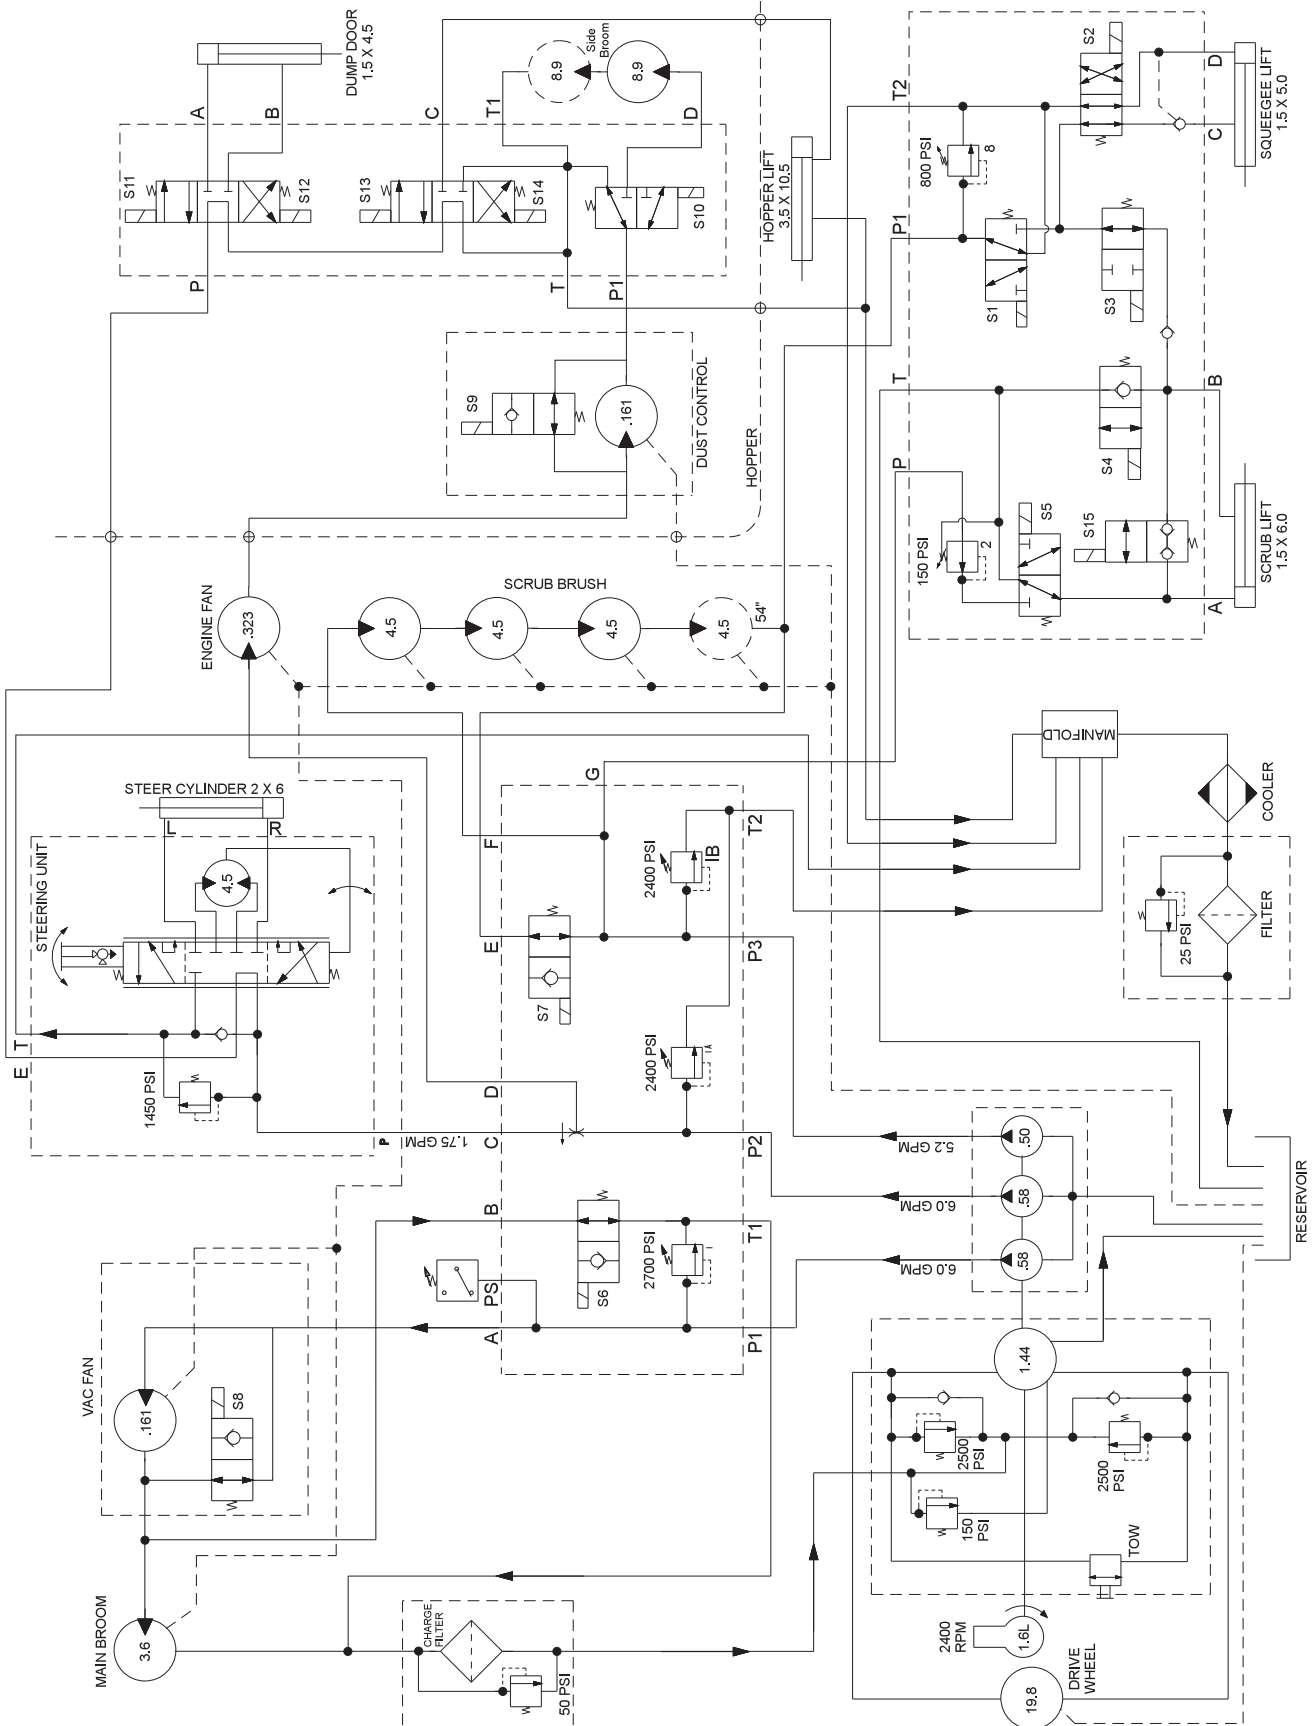 DUMP DOOR
1.5 X 4.5
A
B
C
T1
D
Side
Broom
8.9
8.9
S11
S12
S13
S14
S10
P
T
P1
HOPPER LIFT
3.5 X 10.5
S9
.161
DUST CONTROL
HOPPER
T2
P1
T
P
800 PSI
8
S2
S1
S3
S4
S15
S5
150 PSI
2
C
D
SQUEEGEE LIFT
1.5 X 5.0
B
A
SCRUB LIFT
1.5 X 6.0
ENGINE FAN
.323
SCRUB BRUSH
4.5
4.5
4.5
4.5
54"
STEER CYLINDER 2 X 6
L
R
STEERING UNIT
4.5
E
T
1450 PSI
P
1.75 GPM
G
F
E
D
C
B
PS
A
S7
2400 PSI
IB
2400 PSI
IA
S6
2700 PSI
I
T2
P3
P2
T1
P1
MANIFOLD
COOLER
FILTER
25 PSI
RESERVOIR
5.2 GPM
6.0 GPM
6.0 GPM
.50
.58
.58
VAC FAN
.161
S8
MAIN BROOM
3.6
CHARGE
FILTER
50 PSI
1.44
2500
PSI
2500
PSI
150
PSI
TOW
2400
RPM
1.6L
DRIVE
WHEEL
19.8